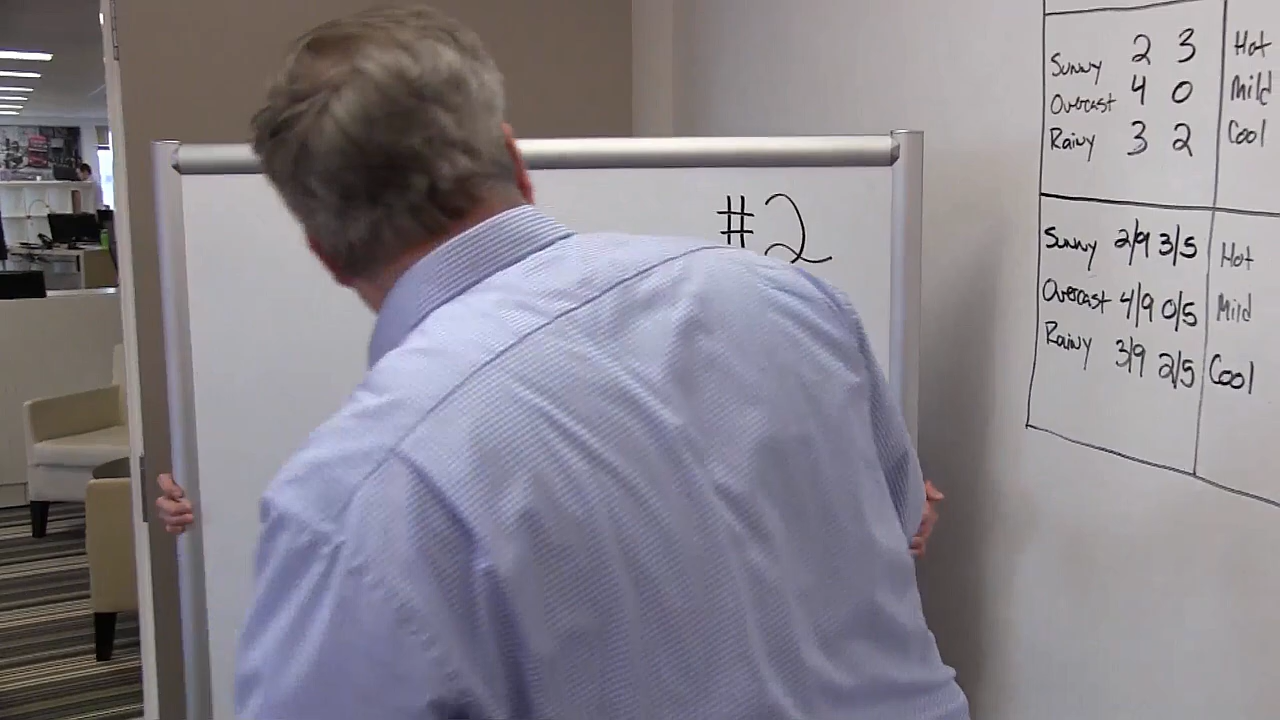 #2
Sunny 2 3 Hot
Overcast 4 0 Mild
Rainy 3 2 Cool
Sunny 2/9 3/5 Hot
Overcast 4/9 0/5 Mild
Rainy 3/9 2/5 Cool